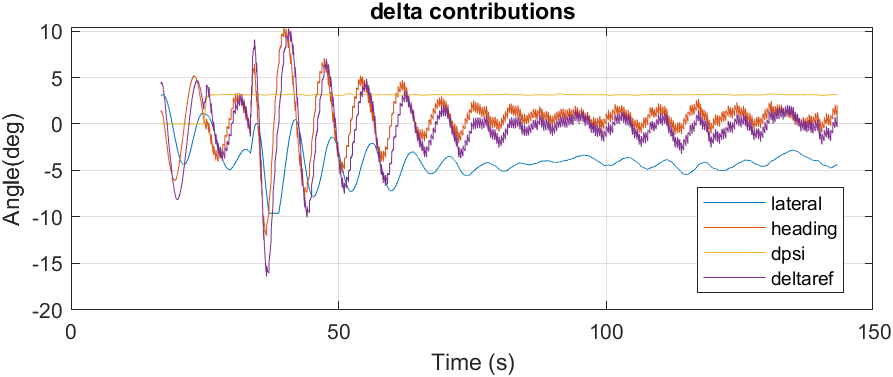 delta contributions
10
5
0
-5
-10
-15
-20
Angle(deg)
lateral
heading
dpsi
deltaref
0
50
100
150
Time (s)